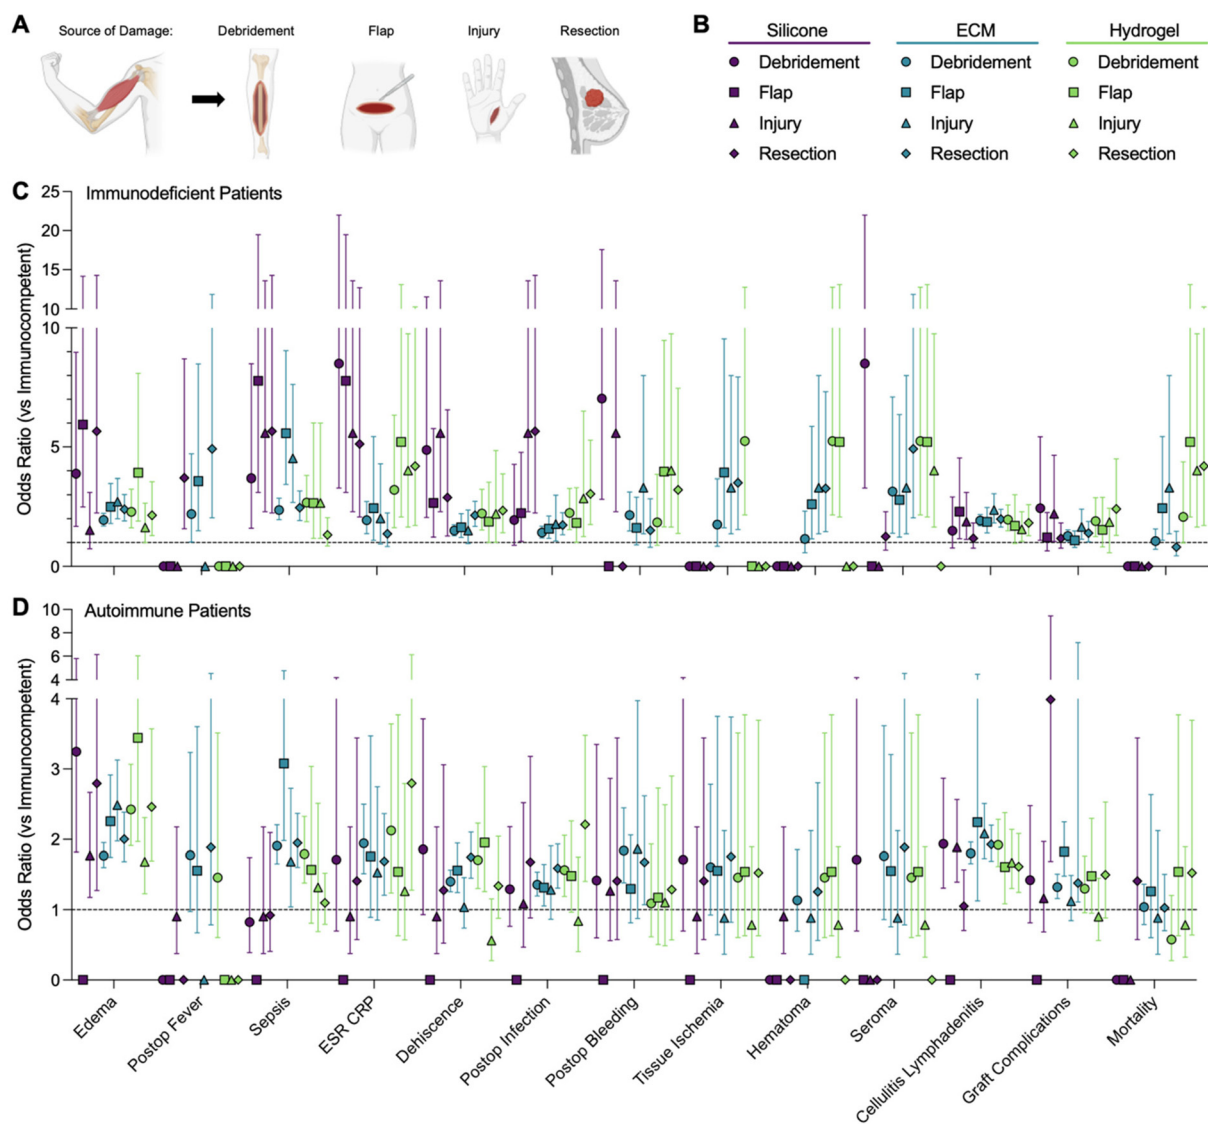 A
Source of Damage:
Debridement
Flap
Injury
Resection
B
Silicone
ECM
Hydrogel
Debridement
Debridement
Debridement
Flap
Flap
Flap
Injury
Injury
Injury
Resection
Resection
Resection
C
Immunodeficient Patients
Odds Ratio (vs Immunocompetent)
25
20
15
10
10
5
0
D
Autoimmune Patients
Odds Ratio (vs Immunocompetent)
10
8
6
4
4
3
2
1
0
Edema
Postop Fever
Sepsis
ESR CRP
Dehiscence
Postop Infection
Postop Bleeding
Tissue Ischemia
Hematoma
Seroma
Cellulitis Lymphadenitis
Graft Complications
Mortality